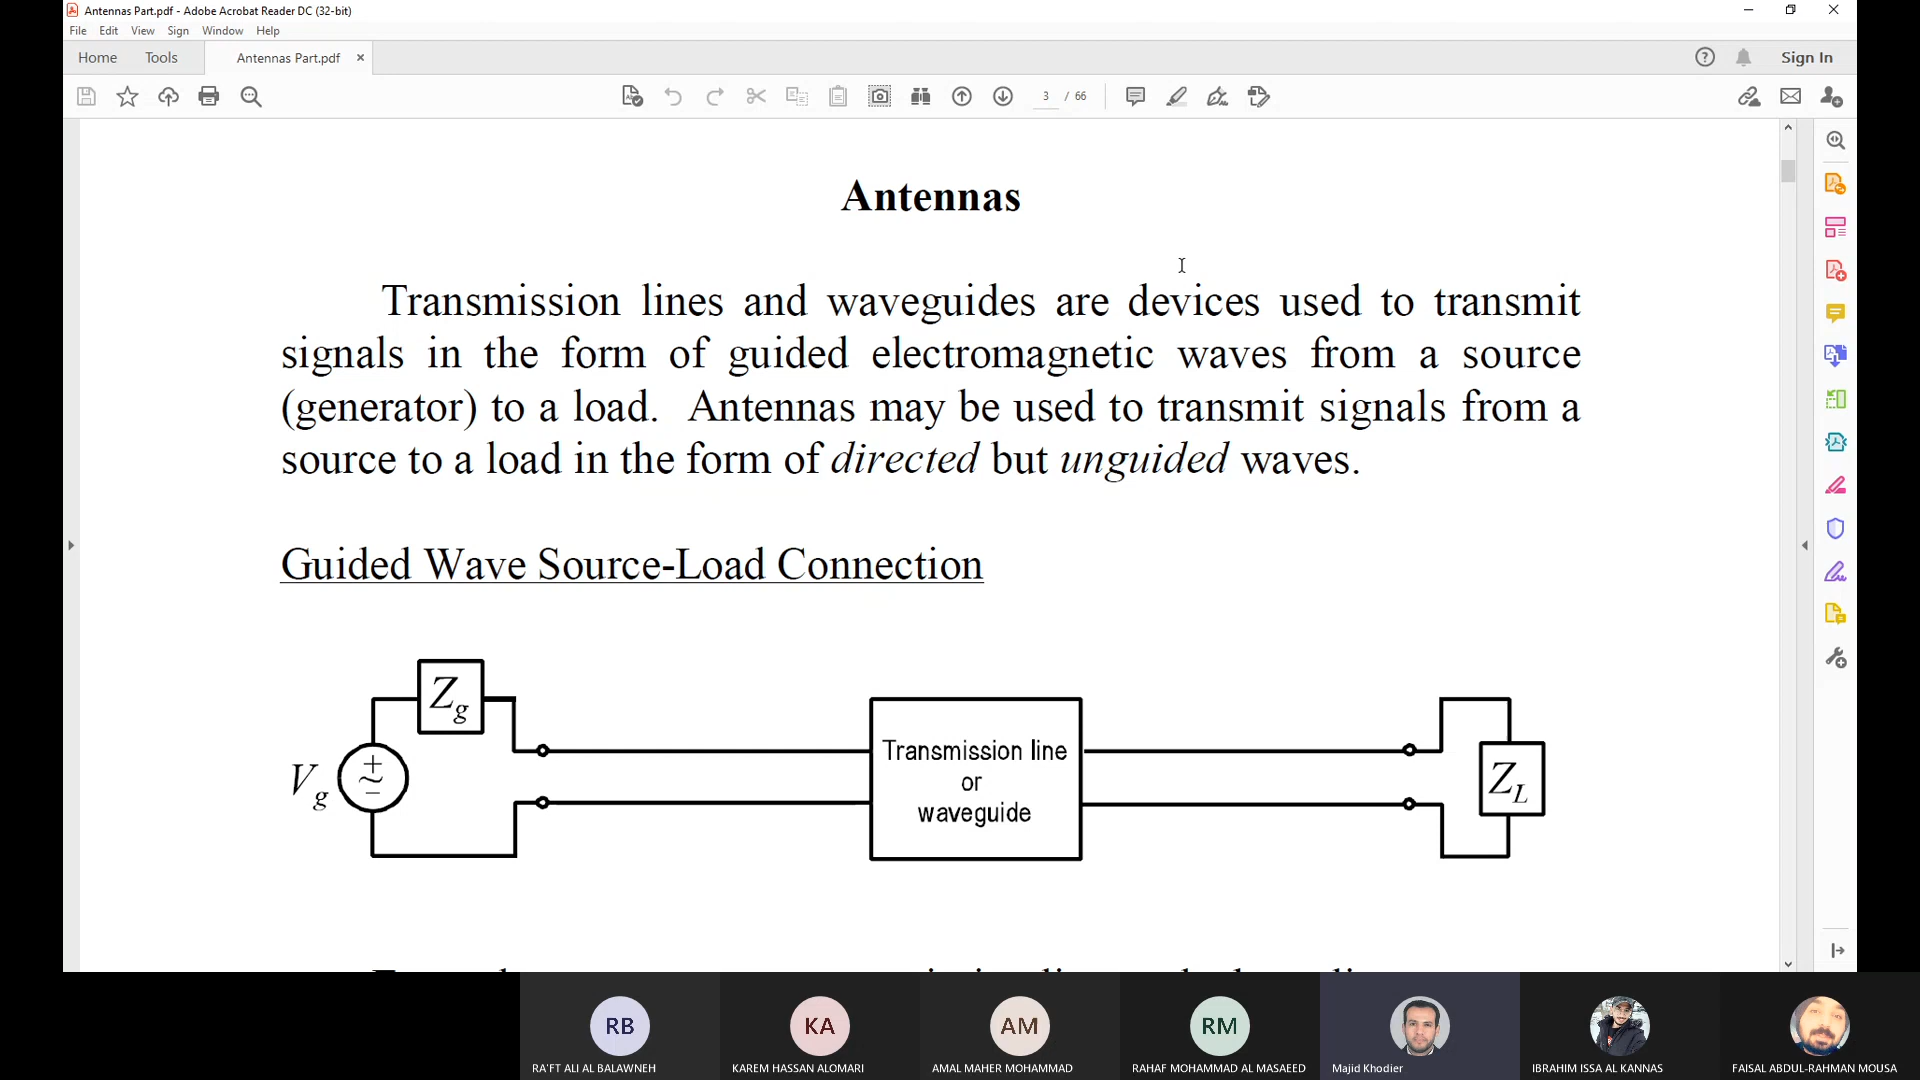 Antennas Part.pdf - Adobe Acrobat Reader DC (32-bit)
File Edit View Sign Window Help
Home Tools Antennas Part.pdf × Sign In
3 / 66
Antennas
Transmission lines and waveguides are devices used to transmit
signals in the form of guided electromagnetic waves from a source
(generator) to a load. Antennas may be used to transmit signals from a
source to a load in the form of directed but unguided waves.
Guided Wave Source-Load Connection
Zg
Vg
+
~
−
Transmission line
or
waveguide
ZL
RB KA AM RM
RA'FT ALI AL BALAWNEH KAREM HASSAN ALOMARI AMAL MAHER MOHAMMAD RAHAF MOHAMMAD AL MASAEED Majid Khodier IBRAHIM ISSA AL KANNAS FAISAL ABDUL-RAHMAN MOUSA